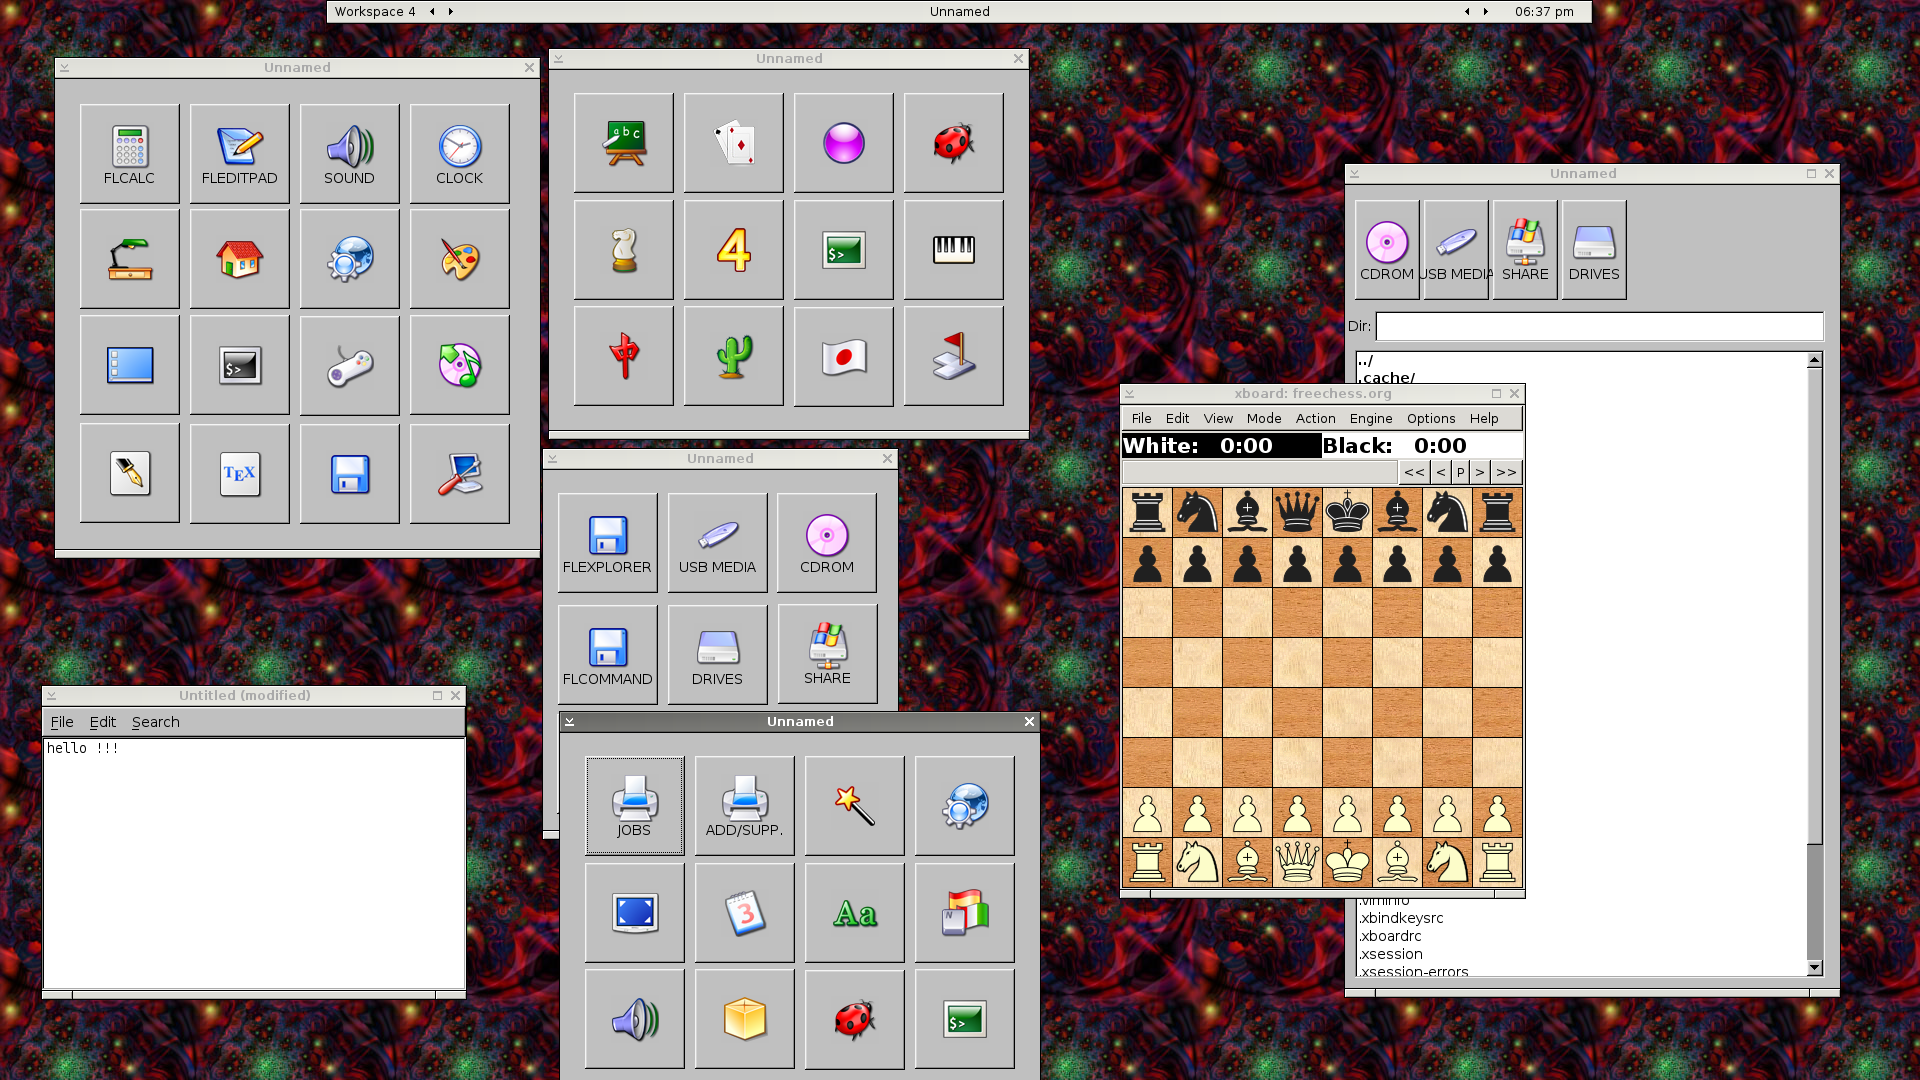 Workspace 4
Unnamed
06:37 pm
Unnamed
FLCALC
FLEDITPAD
SOUND
CLOCK
$>
TEX
Unnamed
abc
4
$>
中
Unnamed
CDROM
USB MEDIA
SHARE
DRIVES
Dir:
../
.cache/
.viminfo
.xbindkeysrc
.xboardrc
.xsession
.xsession-errors
xboard: freechess.org
File Edit View Mode Action Engine Options Help
White: 0:00
Black: 0:00
<< < P > >>
Unnamed
FLEXPLORER
USB MEDIA
CDROM
FLCOMMAND
DRIVES
SHARE
Untitled (modified)
File Edit Search
hello !!!
Unnamed
JOBS
ADD/SUPP.
3
Aa
N
$>